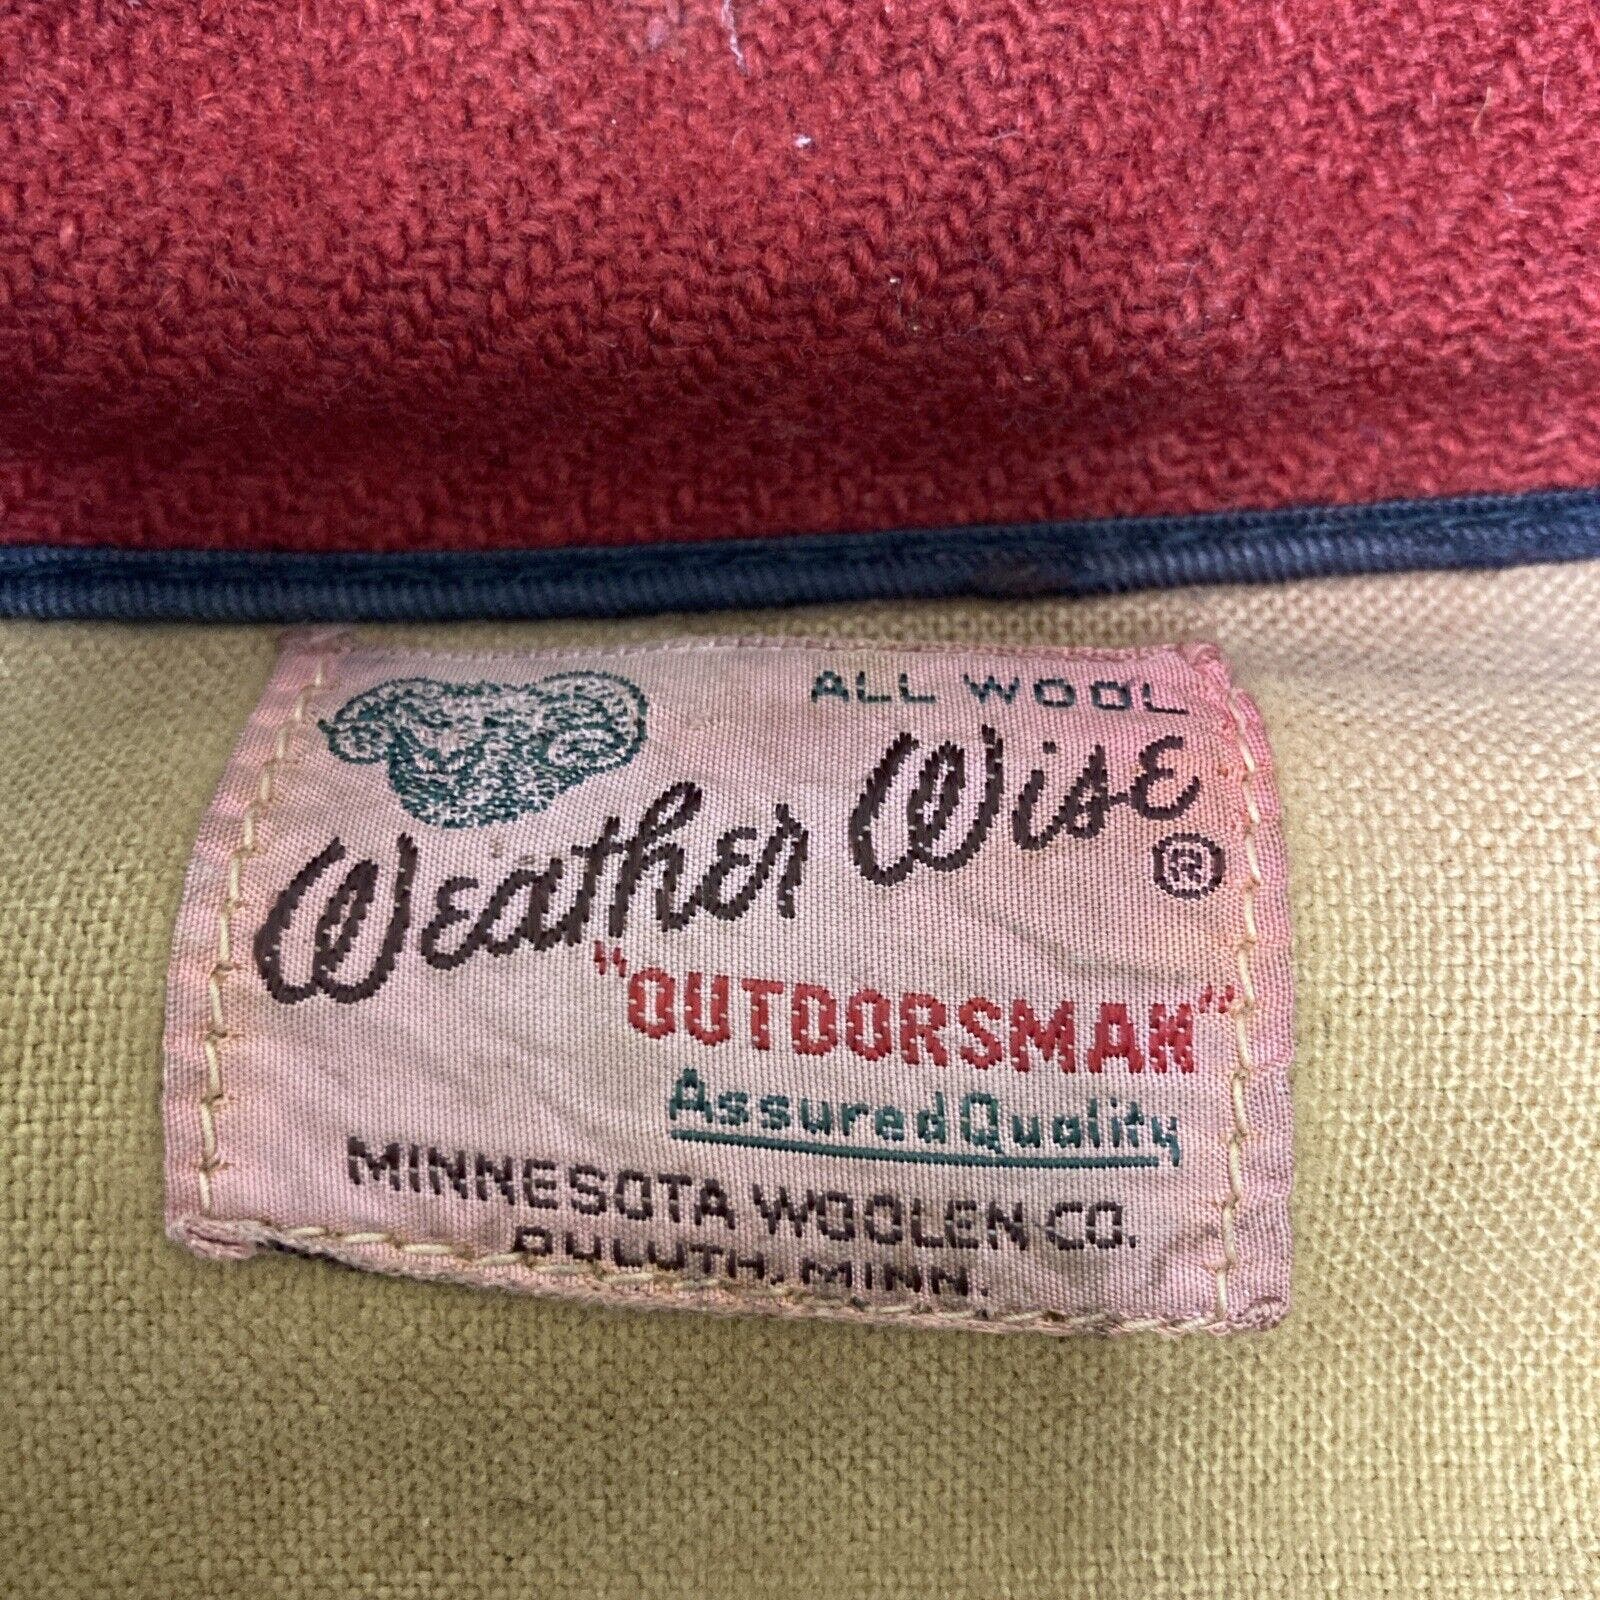 ALL WOOL
Weather Wise ®
"OUTDORSMAN"
Assured Quality
MINNESOTA WOOLEN CO.
DULUTH, MINN.